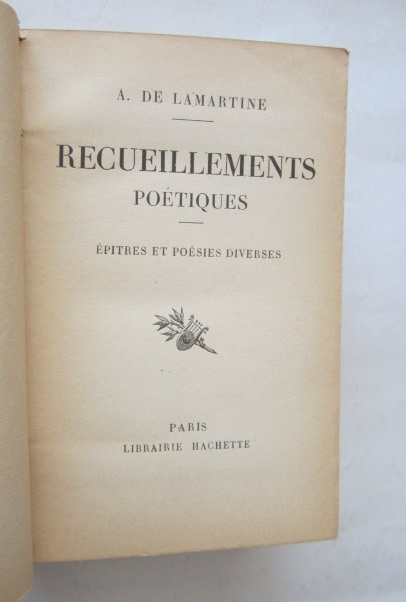 A. DE LAMARTINE
RECUEILLEMENTS
POÉTIQUES
ÉPITRES ET POÉSIES DIVERSES
PARIS
LIBRAIRIE HACHETTE